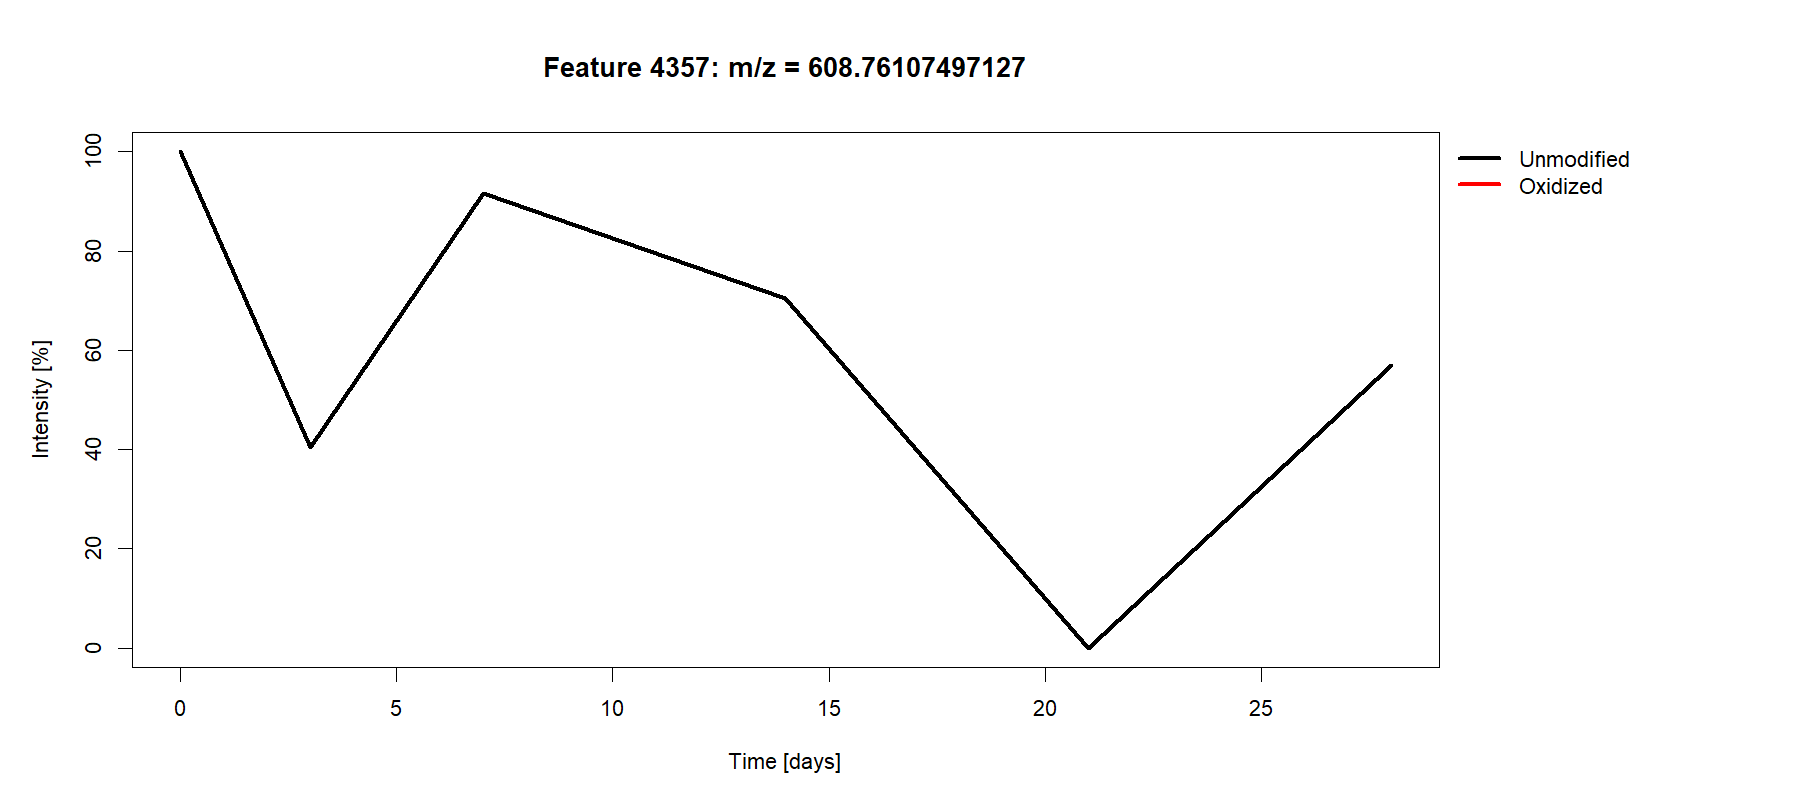 Feature 4357: m/z = 608.76107497127
Unmodified
Oxidized
Intensity [%]
100
80
60
40
20
0
0 5 10 15 20 25
Time [days]